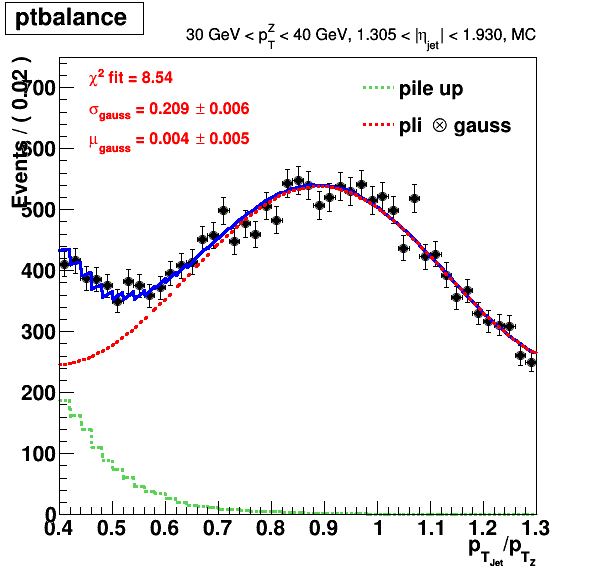 ptbalance
30 GeV < p_T^Z < 40 GeV, 1.305 < |η_jet| < 1.930, MC
Events / ( 0.02 )
χ² fit = 8.54
σ_gauss = 0.209 ± 0.006
μ_gauss = 0.004 ± 0.005
pile up
pli ⊗ gauss
700
600
500
400
300
200
100
0
0.4 0.5 0.6 0.7 0.8 0.9 1 1.1 1.2 1.3
p_T_Jet/p_T_Z